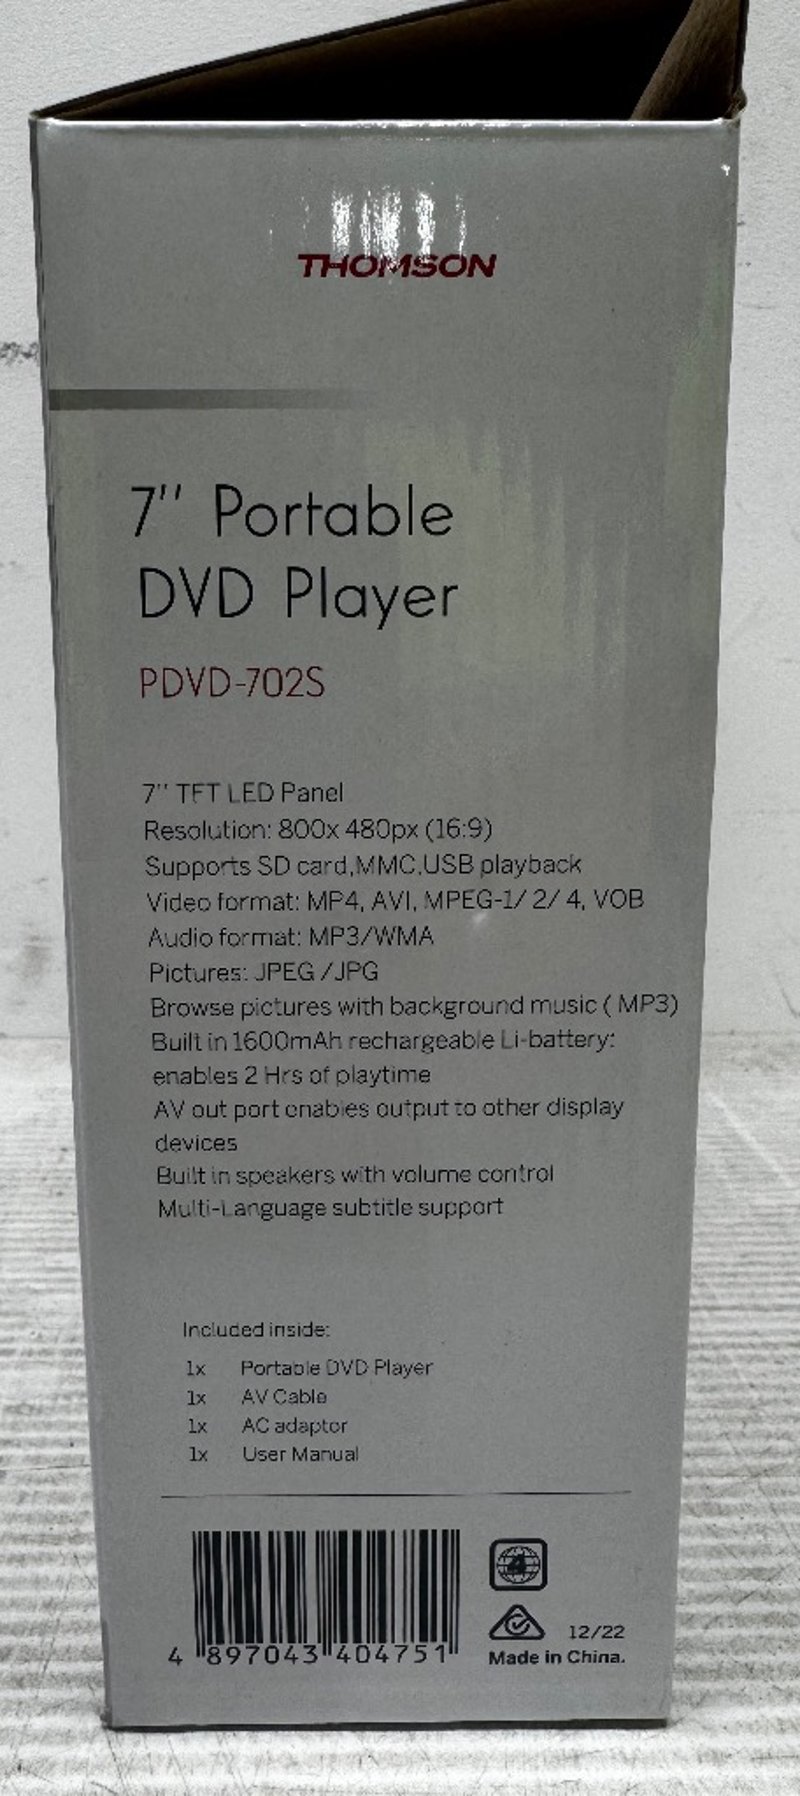 THOMSON
7'' Portable
DVD Player
PDVD-702S
7'' TFT LED Panel
Resolution: 800x 480px (16:9)
Supports SD card,MMC,USB playback
Video format: MP4, AVI, MPEG-1/ 2/ 4, VOB
Audio format: MP3/WMA
Pictures: JPEG /JPG
Browse pictures with background music ( MP3)
Built in 1600mAh rechargeable Li-battery:
enables 2 Hrs of playtime
AV out port enables output to other display
devices
Built in speakers with volume control
Multi-Language subtitle support
Included inside:
1x Portable DVD Player
1x AV Cable
1x AC adaptor
1x User Manual
4
12/22
4 897043 404751
Made in China.